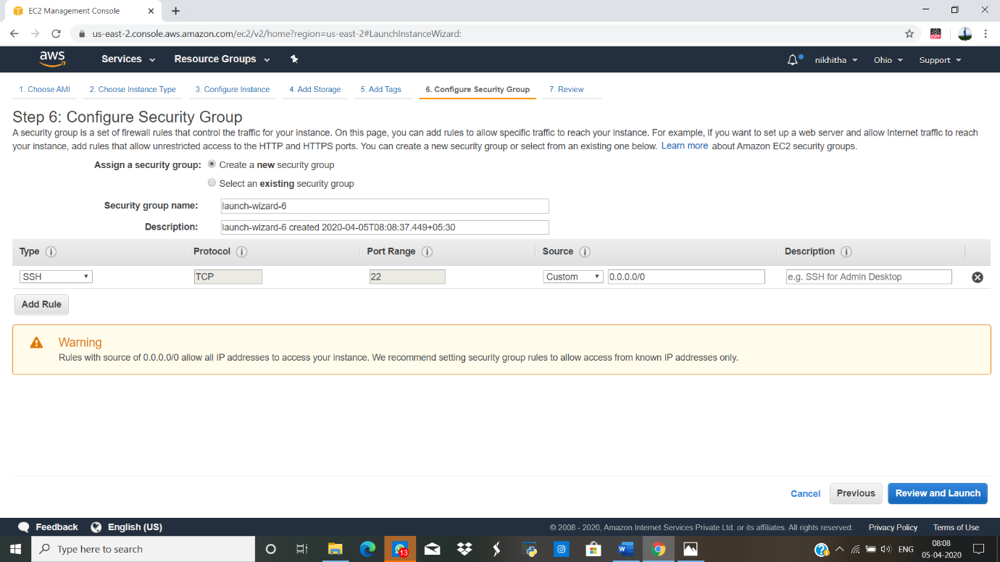 EC2 Management Console
us-east-2.console.aws.amazon.com/ec2/v2/home?region=us-east-2#LaunchInstanceWizard:
OFF
aws Services Resource Groups nikhitha Ohio Support
1. Choose AMI 2. Choose Instance Type 3. Configure Instance 4. Add Storage 5. Add Tags 6. Configure Security Group 7. Review
Step 6: Configure Security Group
A security group is a set of firewall rules that control the traffic for your instance. On this page, you can add rules to allow specific traffic to reach your instance. For example, if you want to set up a web server and allow Internet traffic to reach
your instance, add rules that allow unrestricted access to the HTTP and HTTPS ports. You can create a new security group or select from an existing one below. Learn more about Amazon EC2 security groups.
Assign a security group: Create a new security group
Select an existing security group
Security group name: launch-wizard-6
Description: launch-wizard-6 created 2020-04-05T08:08:37.449+05:30
Type i Protocol i Port Range i Source i Description i
SSH TCP 22 Custom 0.0.0.0/0 e.g. SSH for Admin Desktop
Add Rule
Warning
Rules with source of 0.0.0.0/0 allow all IP addresses to access your instance. We recommend setting security group rules to allow access from known IP addresses only.
Cancel Previous Review and Launch
Feedback English (US) © 2008 - 2020, Amazon Internet Services Private Ltd. or its affiliates. All rights reserved. Privacy Policy Terms of Use
Type here to search 13 ENG 08:08
05-04-2020